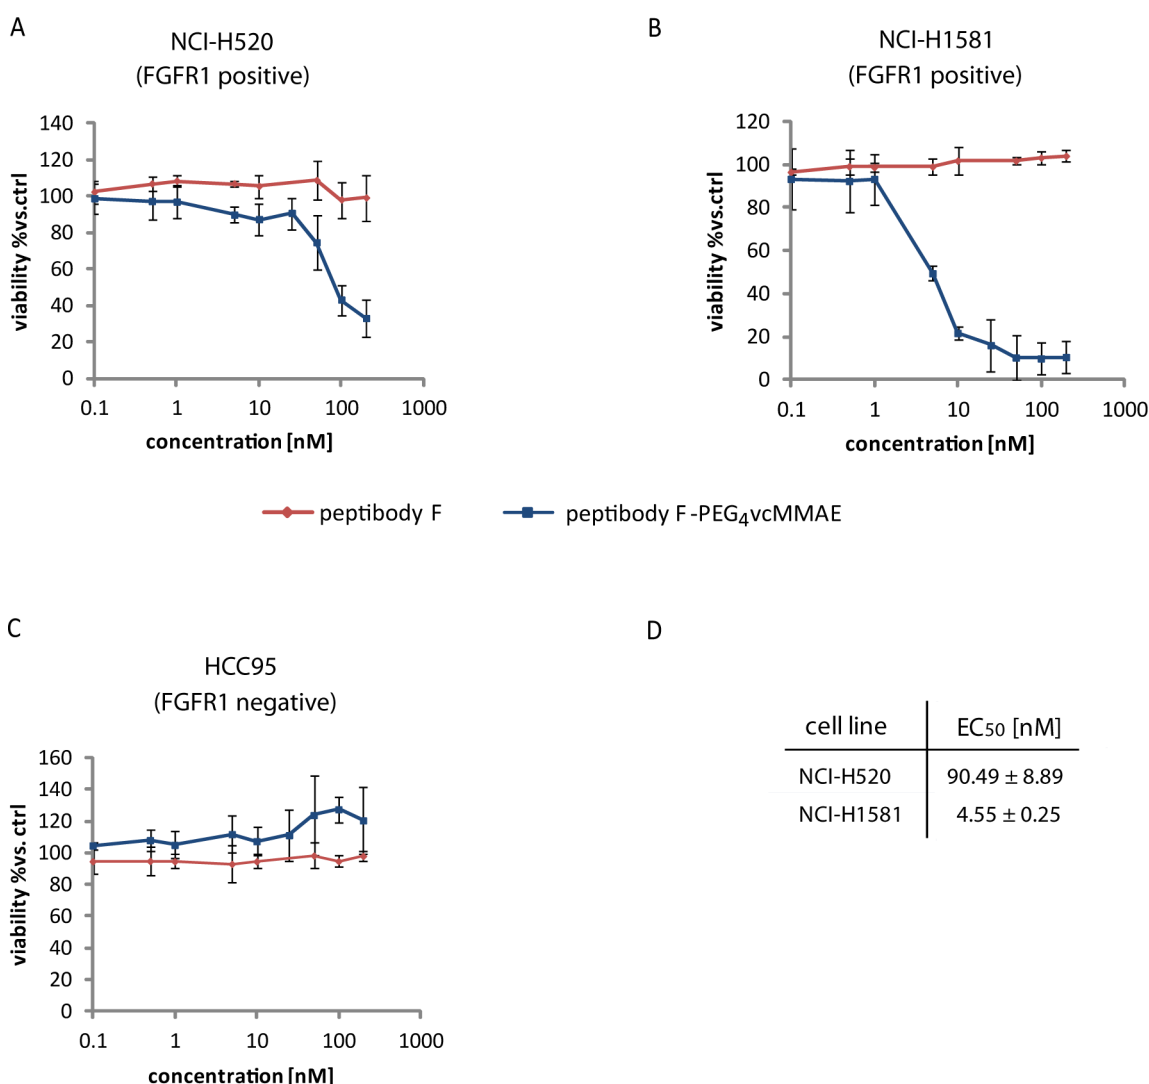 A
NCI-H520
(FGFR1 positive)
140
120
100
80
60
40
20
0
viability %vs.ctrl
0.1 1 10 100 1000
concentration [nM]
B
NCI-H1581
(FGFR1 positive)
120
100
80
60
40
20
0
viability %vs.ctrl
0.1 1 10 100 1000
concentration [nM]
peptibody F
peptibody F-PEG4vcMMAE
C
HCC95
(FGFR1 negative)
160
140
120
100
80
60
40
20
0
viability %vs. ctrl
0.1 1 10 100 1000
concentration [nM]
D
cell line EC50 [nM]
NCI-H520 90.49 ± 8.89
NCI-H1581 4.55 ± 0.25